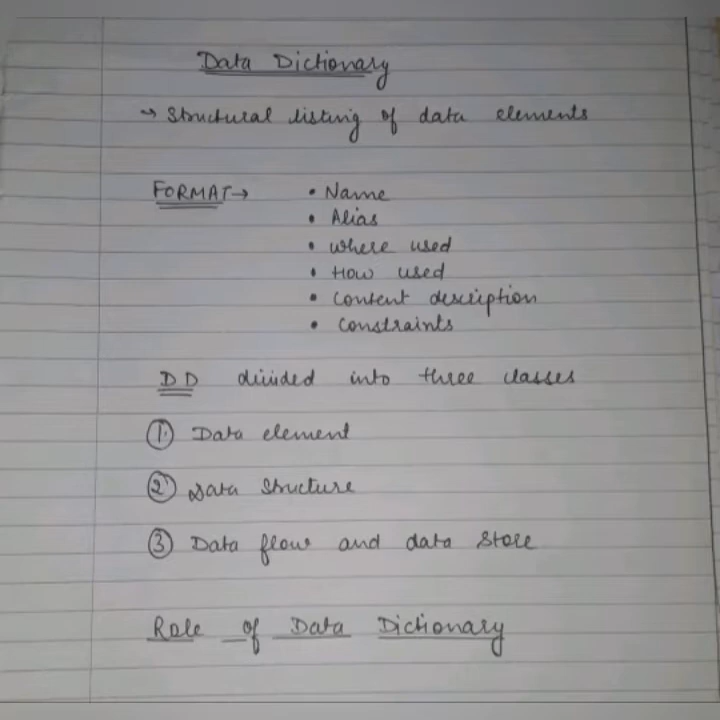 Data Dictionary
→ Structural listing of data elements
FORMAT → • Name
• Alias
• where used
• How used
• Content description
• Constraints
DD divided into three classes
① Data element
② Data Structure
③ Data flow and data store
Role of Data Dictionary